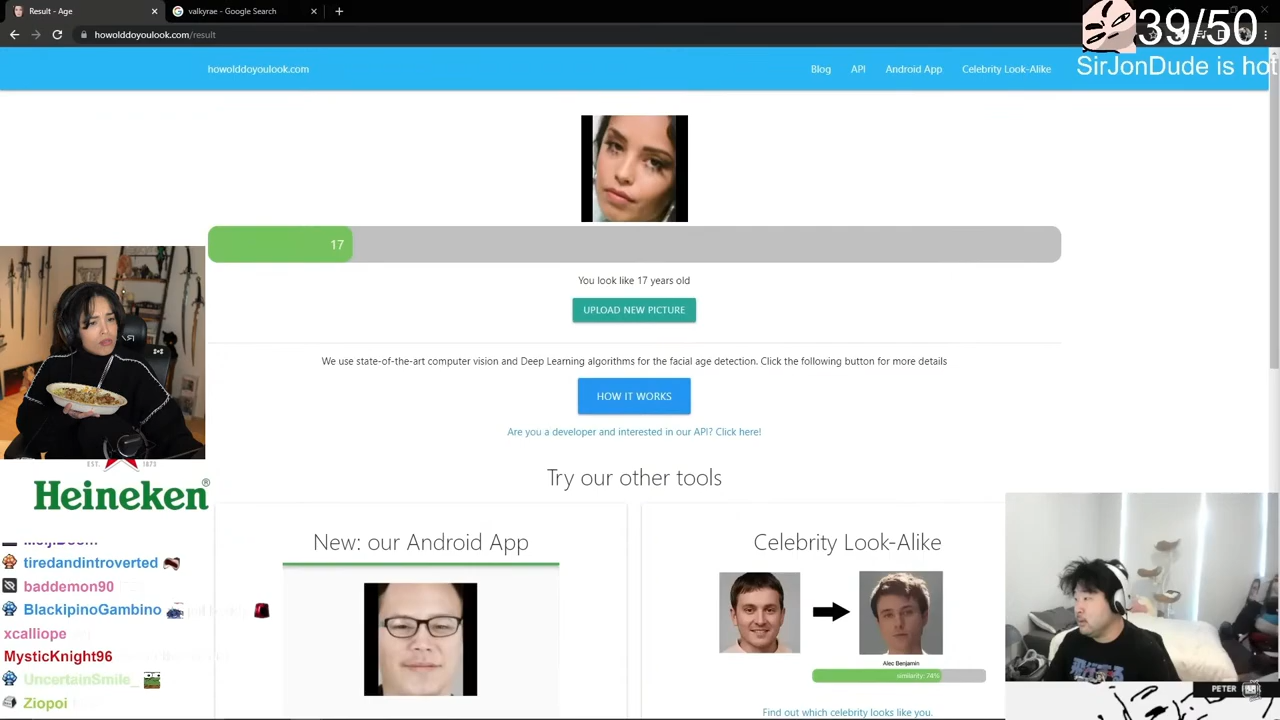 Result - Age
valkyrae - Google Search
howolddoyoulook.com/result
39/50
SirJonDude is hot
howolddoyoulook.com
Blog
API
Android App
Celebrity Look-Alike
17
You look like 17 years old
UPLOAD NEW PICTURE
We use state-of-the-art computer vision and Deep Learning algorithms for the facial age detection. Click the following button for more details
HOW IT WORKS
Are you a developer and interested in our API? Click here!
Try our other tools
EST. 1873
Heineken®
New: our Android App
Celebrity Look-Alike
tiredandintroverted
baddemon90
BlackipinoGambino
xcalliope
MysticKnight96
UncertainSmile_
Ziopoi
Alec Benjamin
similarity: 74%
Find out which celebrity looks like you.
PETER